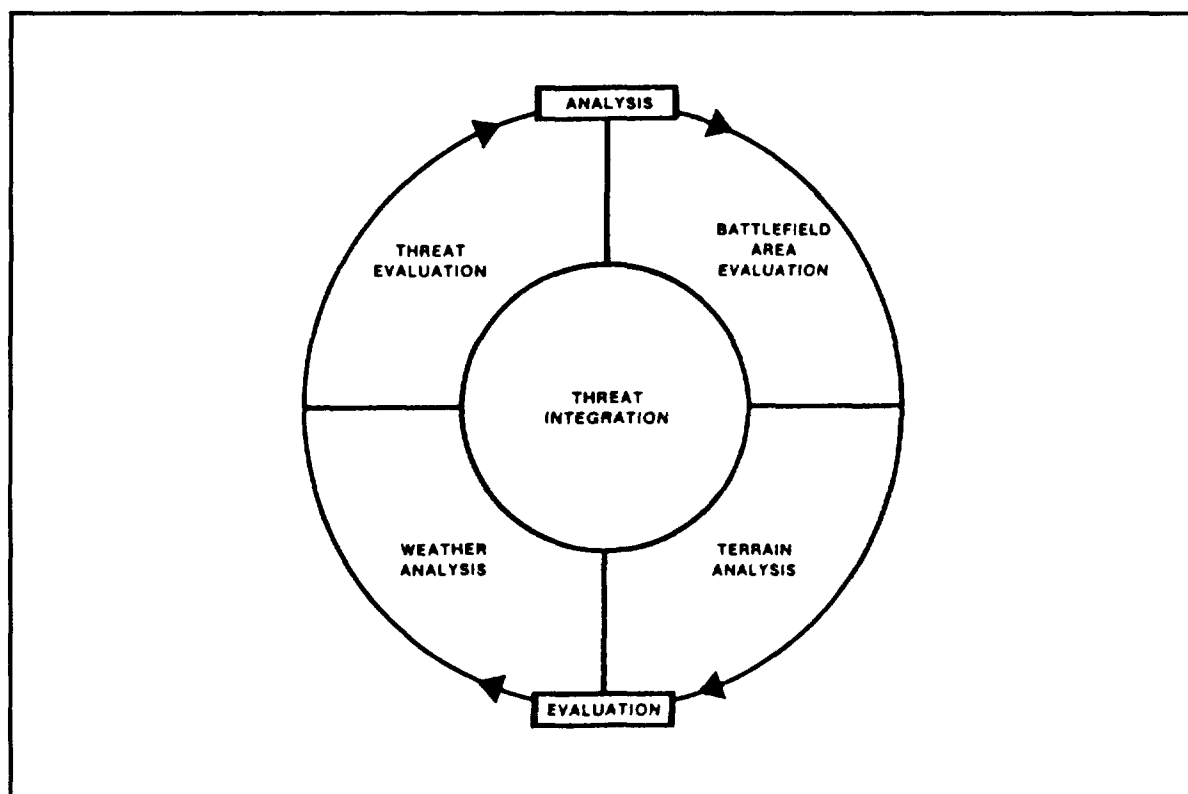 ANALYSIS
THREAT
EVALUATION
BATTLEFIELD
AREA
EVALUATION
THREAT
INTEGRATION
WEATHER
ANALYSIS
TERRAIN
ANALYSIS
EVALUATION